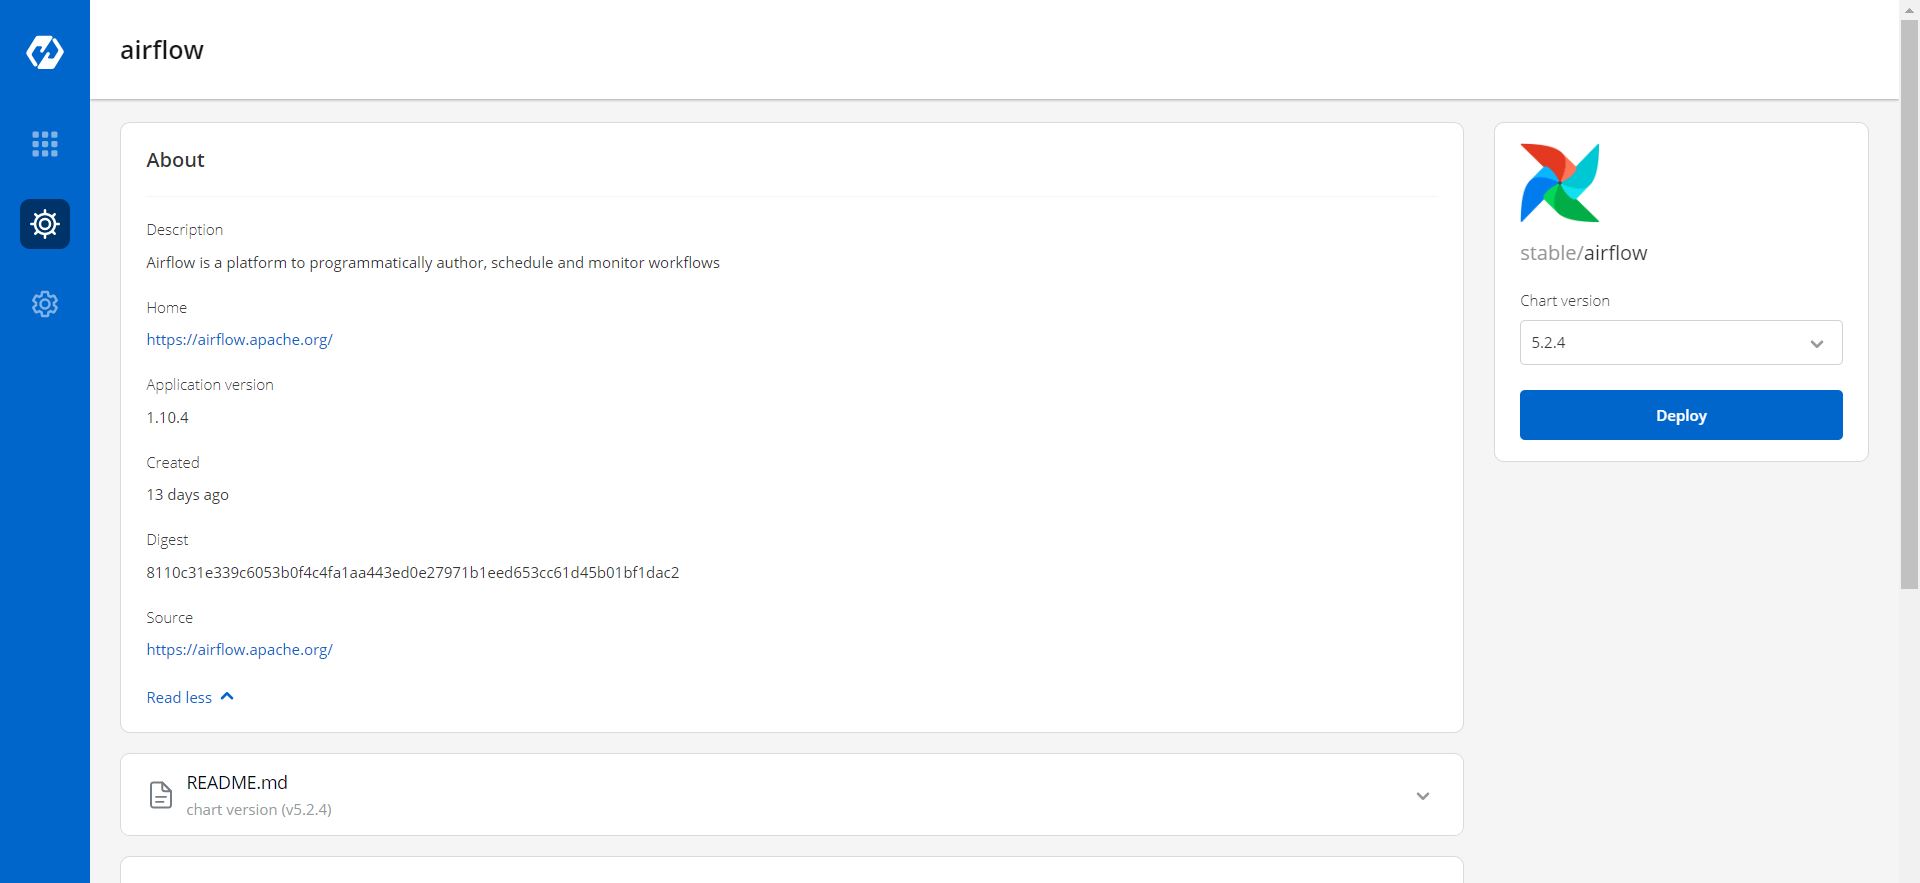 airflow
About
Description
Airflow is a platform to programmatically author, schedule and monitor workflows
Home
https://airflow.apache.org/
Application version
1.10.4
Created
13 days ago
Digest
8110c31e339c6053b0f4c4fa1aa443ed0e27971b1eed653cc61d45b01bf1dac2
Source
https://airflow.apache.org/
Read less
README.md
chart version (v5.2.4)
stable/airflow
Chart version
5.2.4
Deploy